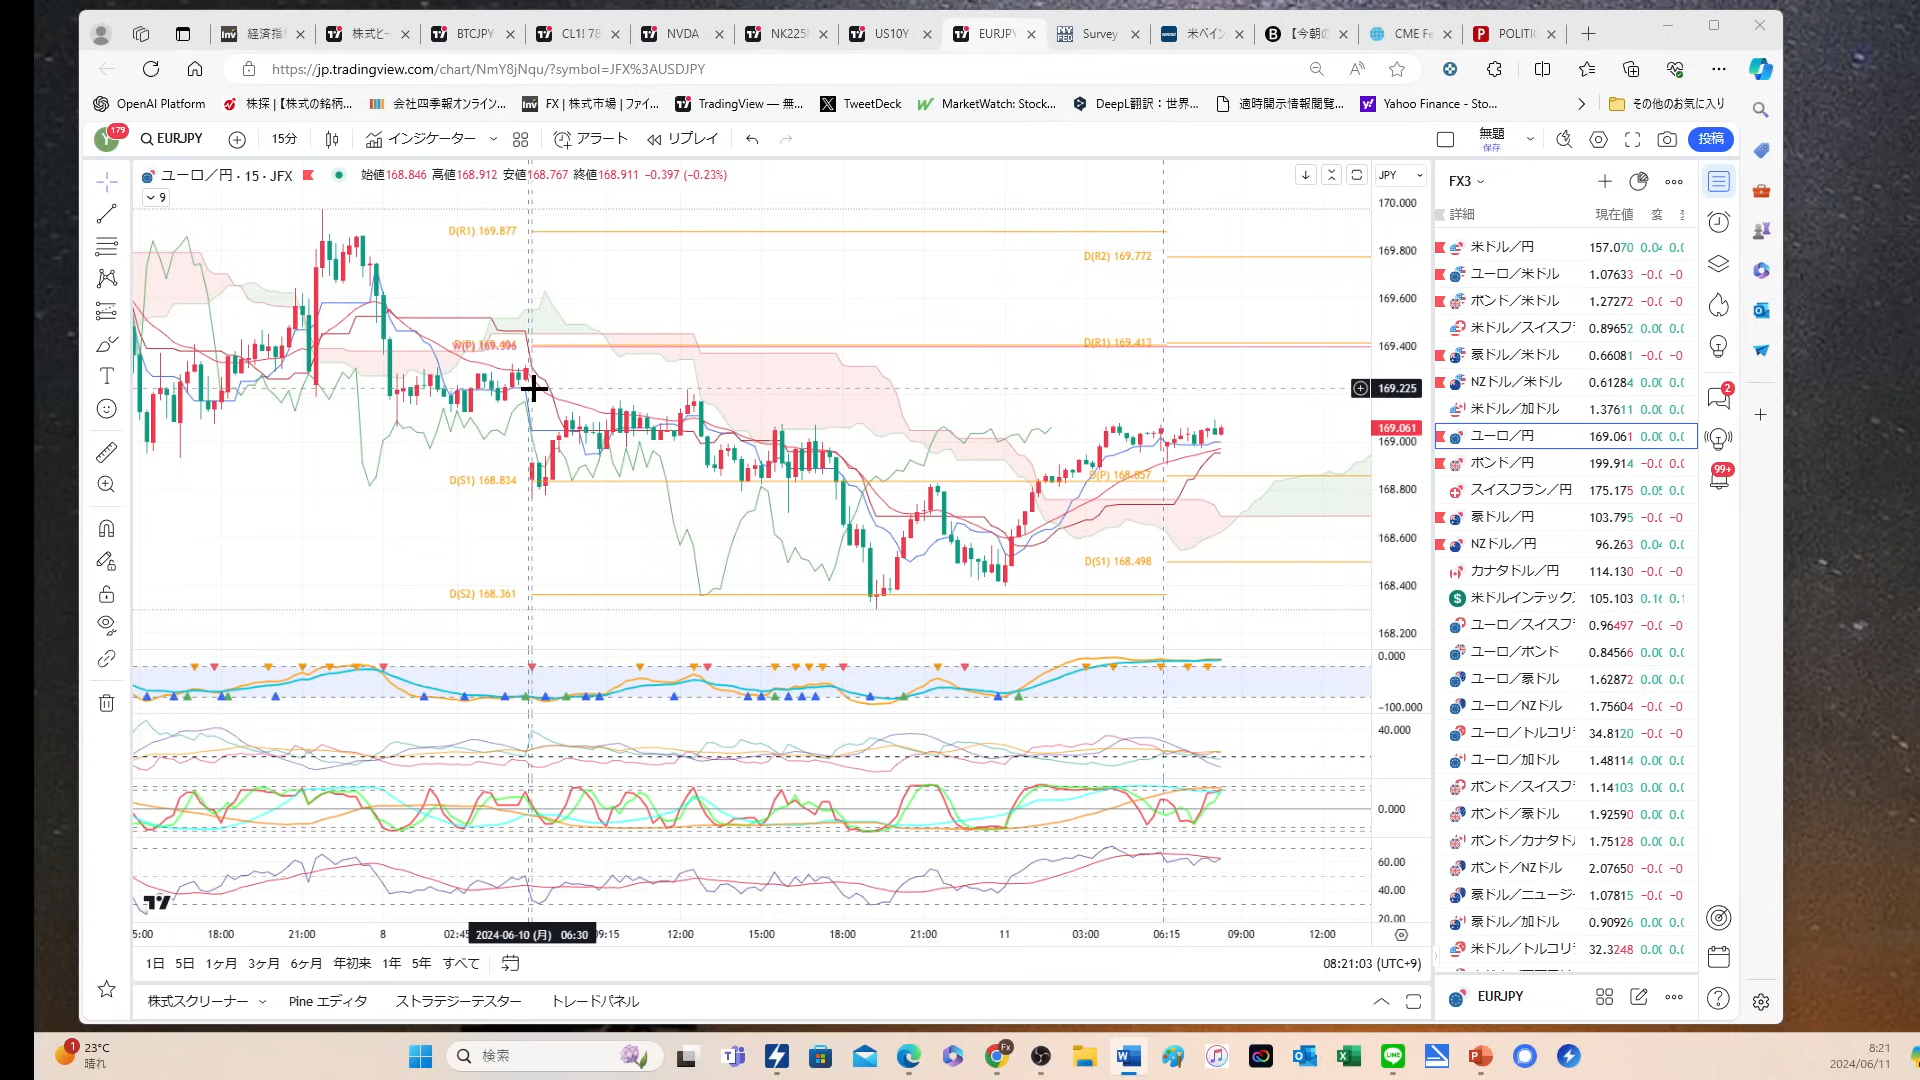 経済指
株式ヒー
BTCJPY
CL1! 78
NVDA
NK225
US10Y
EURJPY
Survey
米ベイン
【今朝の
CME Fe
POLITIC
https://jp.tradingview.com/chart/NmY8jNqu/?symbol=JFX%3AUSDJPY
OpenAI Platform
株探 | 【株式の銘柄...
会社四季報オンライン...
FX | 株式市場 | ファイ...
TradingView — 無...
TweetDeck
MarketWatch: Stock...
DeepL翻訳：世界...
適時開示情報閲覧...
Yahoo Finance - Sto...
その他のお気に入り
Y
179
EURJPY
15分
インジケーター
アラート
リプレイ
無題
保存
投稿
ユーロ／円 · 15 · JFX
始値168.846 高値168.912 安値168.767 終値168.911 −0.397 (−0.23%)
9
JPY
170.000
169.800
169.600
169.400
169.225
169.061
169.000
168.800
168.600
168.400
168.200
D(R1) 169.877
D(R2) 169.772
D(R1) 169.413
D(S1) 168.834
D(P) 168.857
D(S1) 168.498
D(S2) 168.361
0.000
−100.000
40.000
0.000
60.00
40.00
20.00
18:00
21:00
8
2024-06-10 (月) 06:30
12:00
15:00
18:00
21:00
11
03:00
06:15
09:00
12:00
1日 5日 1ヶ月 3ヶ月 6ヶ月 年初来 1年 5年 すべて
08:21:03 (UTC+9)
株式スクリーナー
Pine エディタ
ストラテジーテスター
トレードパネル
FX3
詳細 現在値 変
米ドル／円 157.070
ユーロ／米ドル 1.07633
ポンド／米ドル 1.27272
米ドル／スイスフ 0.89652
豪ドル／米ドル 0.66081
NZドル／米ドル 0.61284
米ドル／加ドル 1.37611
ユーロ／円 169.061
ポンド／円 199.914
スイスフラン／円 175.175
豪ドル／円 103.795
NZドル／円 96.263
カナダドル／円 114.130
米ドルインデックス 105.103
ユーロ／スイスフ 0.96497
ユーロ／ポンド 0.84566
ユーロ／豪ドル 1.62872
ユーロ／NZドル 1.75604
ユーロ／トルコリ 34.8120
ユーロ／加ドル 1.48114
ポンド／スイスフ 1.14103
ポンド／豪ドル 1.92590
ポンド／カナダド 1.75128
ポンド／NZドル 2.07650
豪ドル／ニュージー 1.07815
豪ドル／加ドル 0.90926
米ドル／トルコリ 32.3248
EURJPY
2
99+
1
23°C
晴れ
検索
8:21
2024/06/11